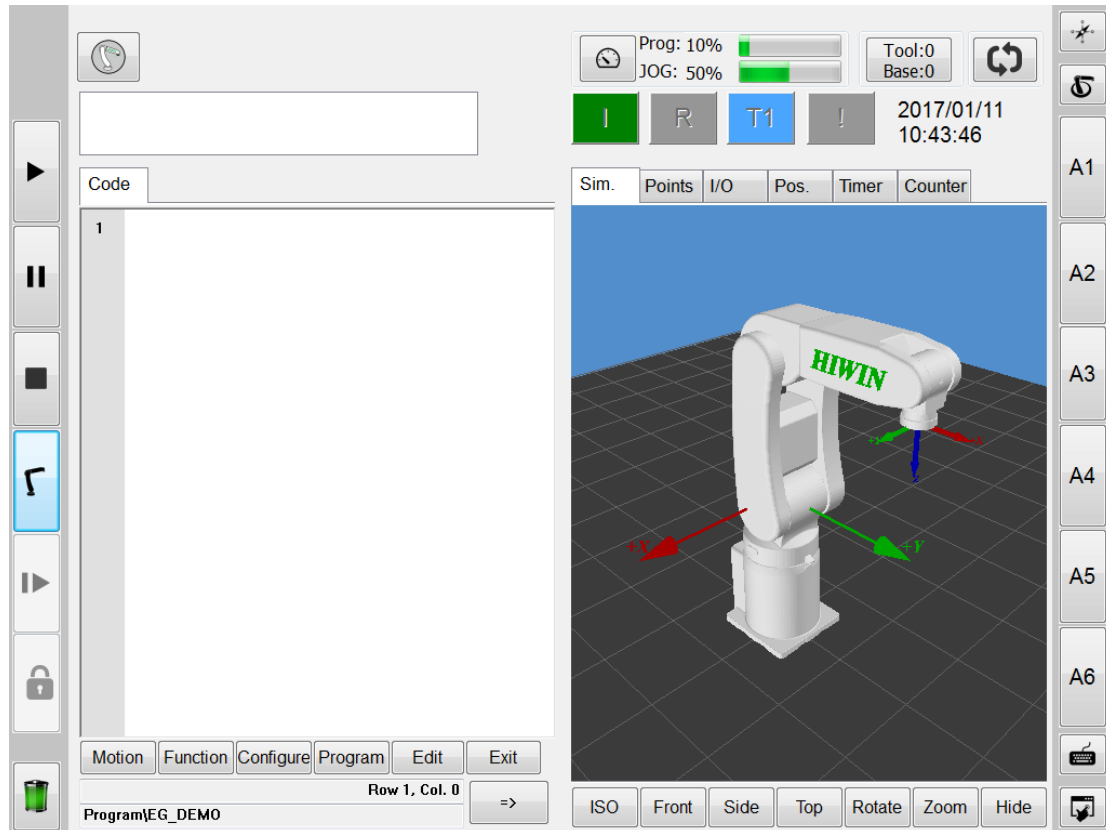 Prog: 10%
JOG: 50%
Tool:0
Base:0
I
R
T1
!
2017/01/11
10:43:46
Code
Sim.
Points
I/O
Pos.
Timer
Counter
1
HIWIN
+X
+Y
+Y
+X
Z
A1
A2
A3
A4
A5
A6
Motion
Function
Configure
Program
Edit
Exit
Row 1, Col. 0
Program\EG_DEMO
=>
ISO
Front
Side
Top
Rotate
Zoom
Hide